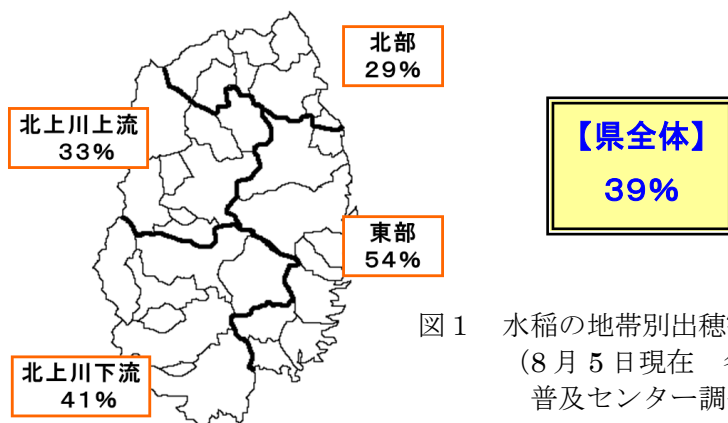 北部
29%
北上川上流
33%
【県全体】
39%
東部
54%
図1 水稲の地帯別出穂
(8月5日現在
普及センター調
北上川下流
41%